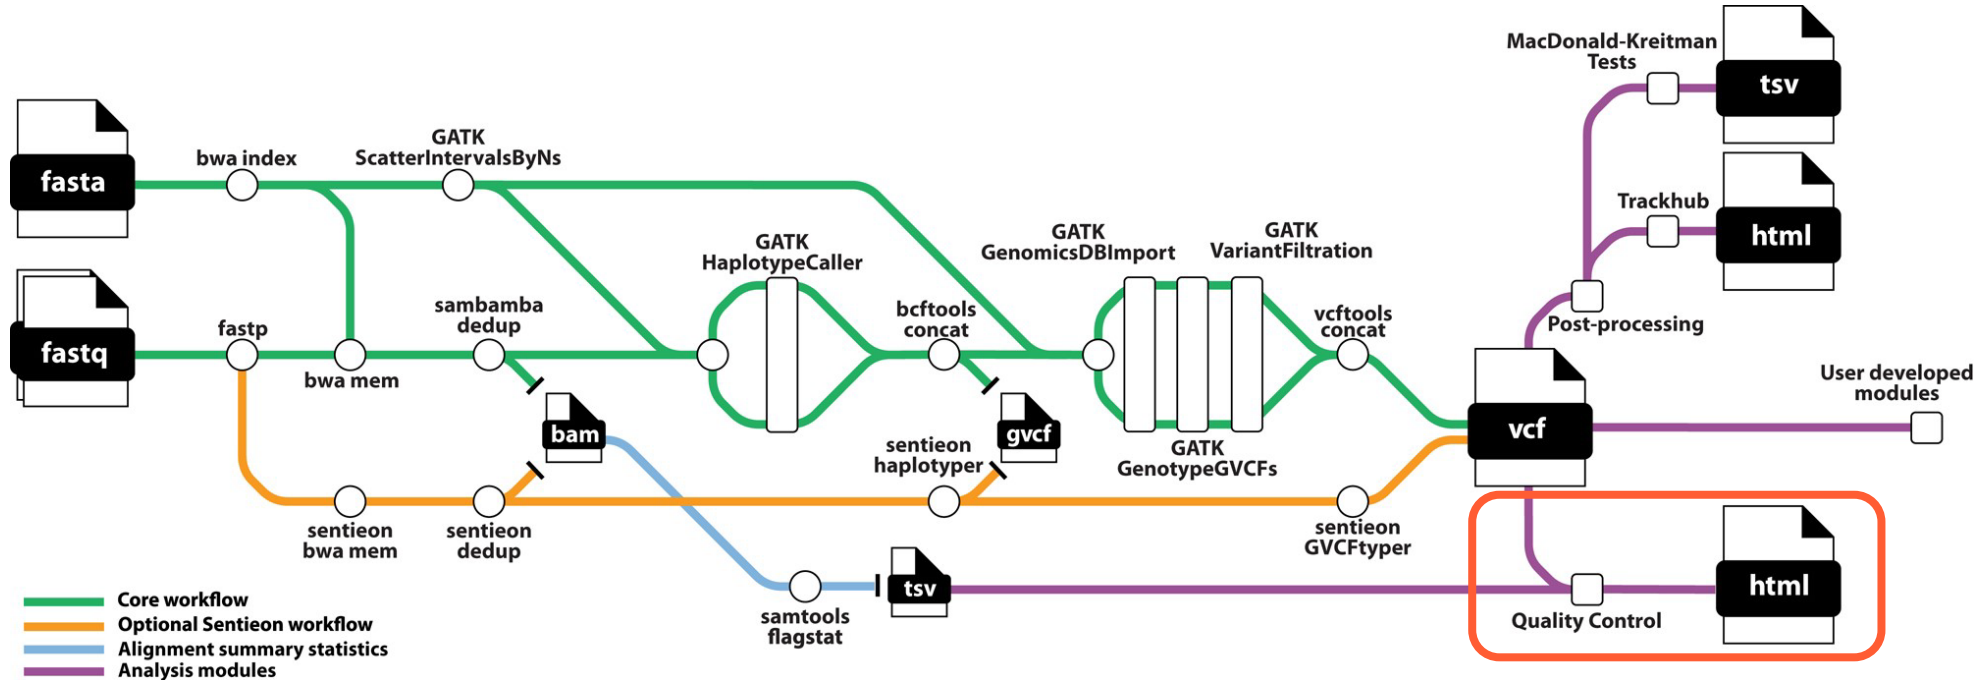 MacDonald-Kreitman
Tests
tsv
GATK
ScatterIntervalsByNs
bwa index
fasta
Trackhub
html
GATK
HaplotypeCaller
GATK
GenomicsDBImport
GATK
VariantFiltration
sambamba
dedup
bcftools
concat
vcftools
concat
Post-processing
fastp
fastq
bwa mem
User developed
modules
bam
gvcf
vcf
sentieon
haplotyper
GATK
GenotypeGVCFs
sentieon
bwa mem
sentieon
dedup
sentieon
GVCFtyper
tsv
html
samtools
flagstat
Quality Control
Core workflow
Optional Sentieon workflow
Alignment summary statistics
Analysis modules